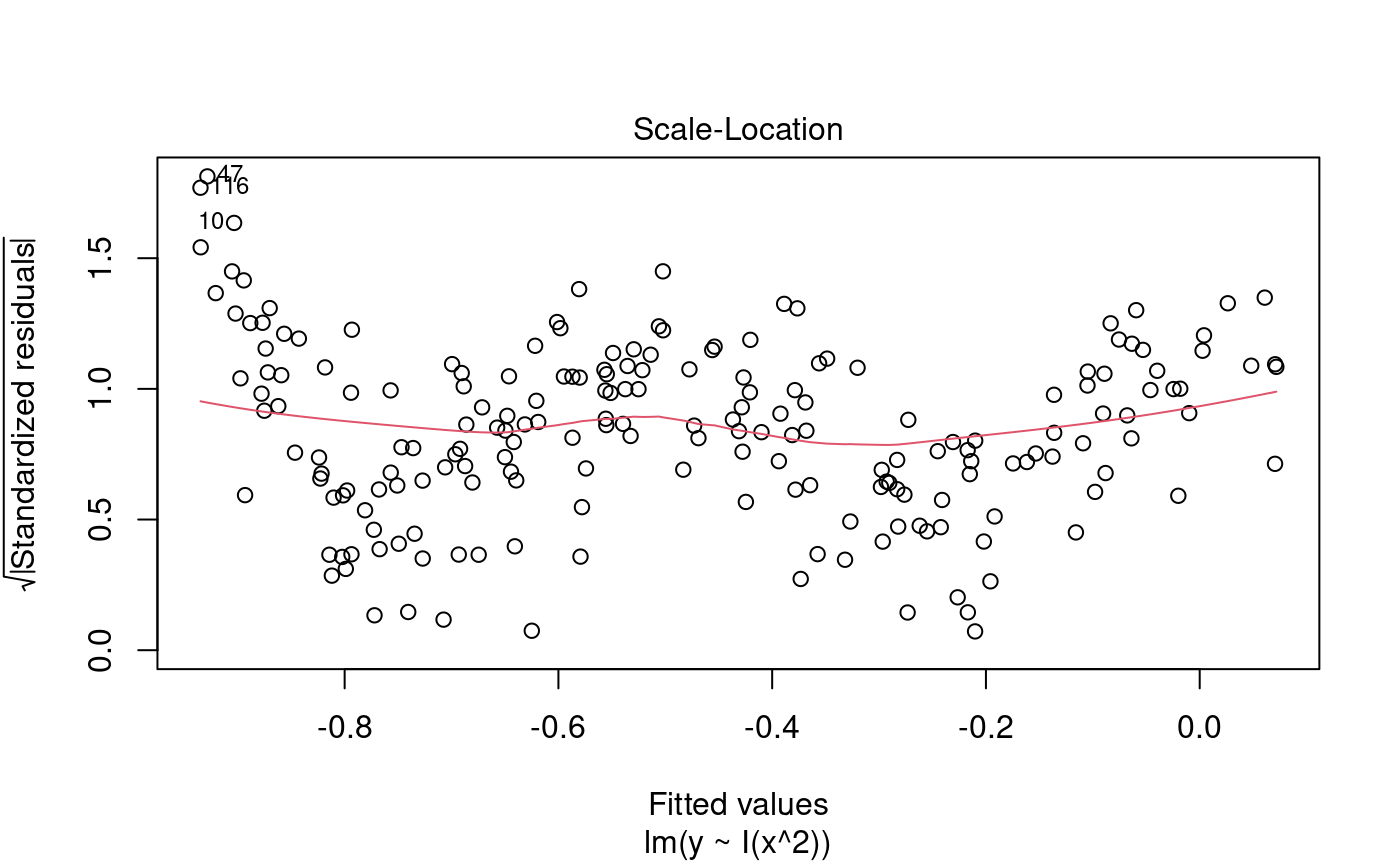 Scale-Location
47
116
10
√|Standardized residuals|
0.0 0.5 1.0 1.5
-0.8 -0.6 -0.4 -0.2 0.0
Fitted values
lm(y ~ I(x^2))